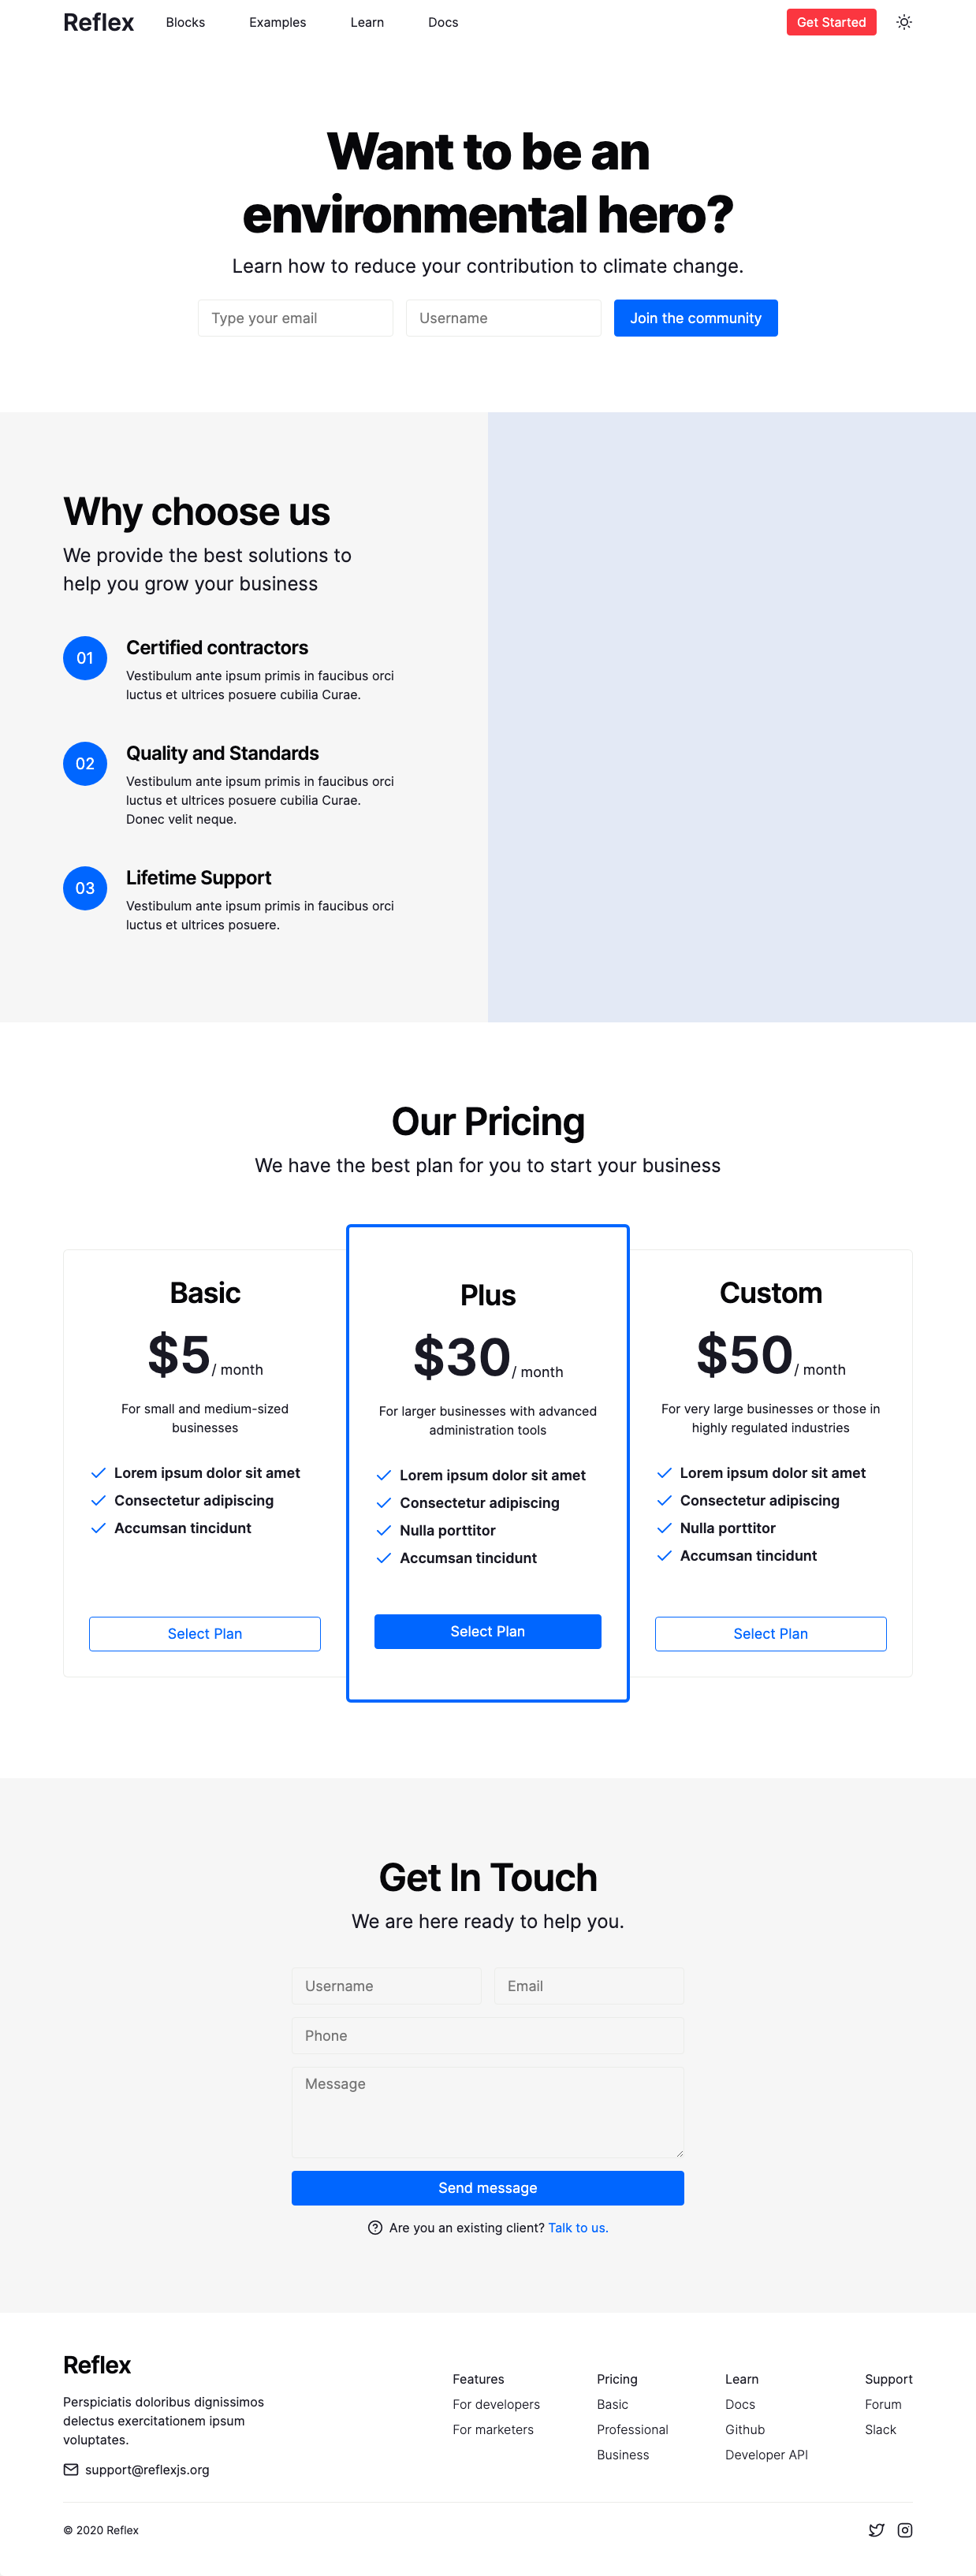 Reflex
Blocks
Examples
Learn
Docs
Get Started
Want to be an
environmental hero?
Learn how to reduce your contribution to climate change.
Type your email
Username
Join the community
Why choose us
We provide the best solutions to
help you grow your business
01
Certified contractors
Vestibulum ante ipsum primis in faucibus orci
luctus et ultrices posuere cubilia Curae.
02
Quality and Standards
Vestibulum ante ipsum primis in faucibus orci
luctus et ultrices posuere cubilia Curae.
Donec velit neque.
03
Lifetime Support
Vestibulum ante ipsum primis in faucibus orci
luctus et ultrices posuere.
Our Pricing
We have the best plan for you to start your business
Basic
$5/ month
For small and medium-sized
businesses
Lorem ipsum dolor sit amet
Consectetur adipiscing
Accumsan tincidunt
Select Plan
Plus
$30/ month
For larger businesses with advanced
administration tools
Lorem ipsum dolor sit amet
Consectetur adipiscing
Nulla porttitor
Accumsan tincidunt
Select Plan
Custom
$50/ month
For very large businesses or those in
highly regulated industries
Lorem ipsum dolor sit amet
Consectetur adipiscing
Nulla porttitor
Accumsan tincidunt
Select Plan
Get In Touch
We are here ready to help you.
Username
Email
Phone
Message
Send message
Are you an existing client? Talk to us.
Reflex
Perspiciatis doloribus dignissimos
delectus exercitationem ipsum
voluptates.
support@reflexjs.org
Features
For developers
For marketers
Pricing
Basic
Professional
Business
Learn
Docs
Github
Developer API
Support
Forum
Slack
© 2020 Reflex